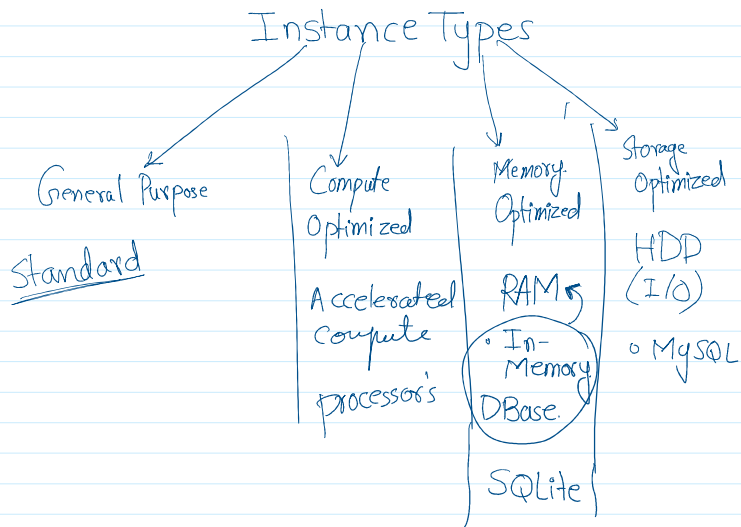 Instance Types
General Purpose
Standard
Compute
Optimized
Accelerated
Compute
Processor's
Memory
Optimized
RAM
• In-
Memory
DBase.
SQLite
Storage
Optimized
HDD
(I/O)
• MySQL